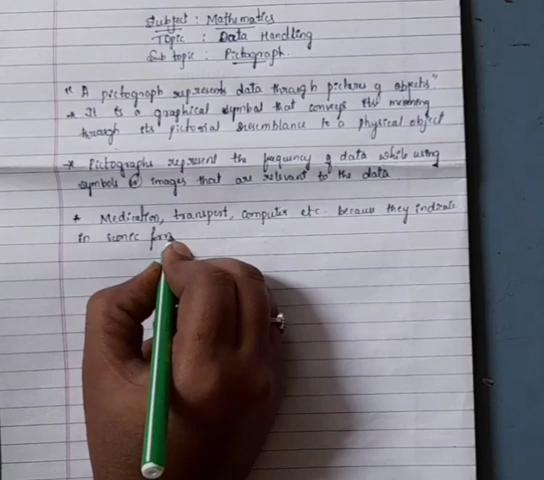 Subject : Mathematics
Topic : Data Handling
Sub topic : Pictograph.
" A pictograph represents data through pictures of objects"
* It is a graphical symbol that conveys its meaning
through its pictorial resemblance to a physical object
* Pictographs represent the frequency of data while using
symbols or images that are relevant to the data
* Medication, transport, computer etc. because they indicate
in iconic form